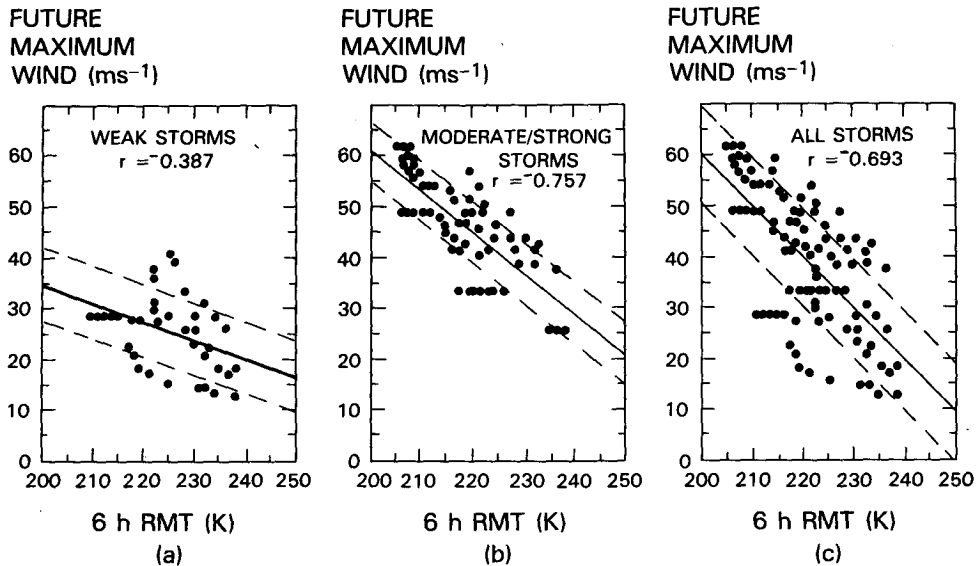 FUTURE
MAXIMUM
WIND (ms⁻¹)
WEAK STORMS
r = ⁻0.387
60
50
40
30
20
10
0
200 210 220 230 240 250
6 h RMT (K)
(a)
FUTURE
MAXIMUM
WIND (ms⁻¹)
MODERATE/STRONG
STORMS
r = ⁻0.757
60
50
40
30
20
10
0
200 210 220 230 240 250
6 h RMT (K)
(b)
FUTURE
MAXIMUM
WIND (ms⁻¹)
ALL STORMS
r = ⁻0.693
60
50
40
30
20
10
0
200 210 220 230 240 250
6 h RMT (K)
(c)